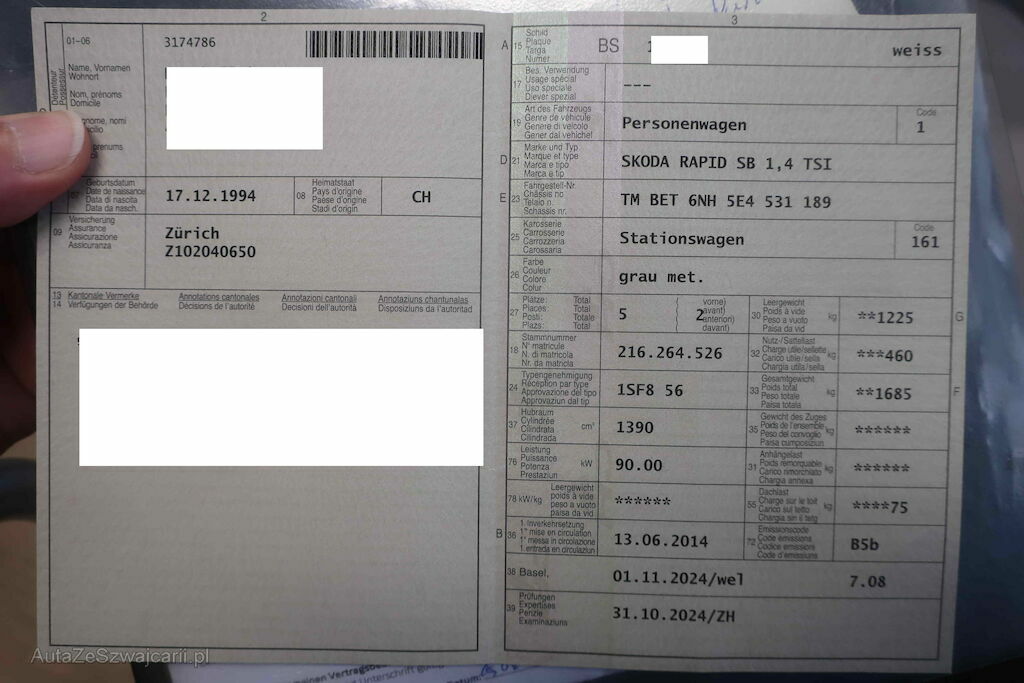 2
01-06
3174786
Name, Vornamen
Wohnort
Nom, prénoms
Domicile
Détenteur
Possessur
Geburtsdatum
Date de naissance
Data di nascita
Data da nasch.
17.12.1994
08
Heimatstaat
Pays d'origine
Paese d'origine
Stadi d'origin
CH
09
Versicherung
Assurance
Assicurazione
Assicuranza
Zürich
Z102040650
13 Kantonale Vermerke
14 Verfügungen der Behörde
Annotations cantonales
Décisions de l'autorité
Annotazioni cantonali
Decisioni dell'autorità
Annotaziuns chantunalas
Disposiziuns da l'autoritad
3
A
15
Schild
Plaque
Targa
Numer
BS
weiss
17
Bes. Verwendung
Usage spécial
Uso speciale
Diever spezial
---
19
Art des Fahrzeugs
Genre de véhicule
Genere di veicolo
Gener dal vehichel
Personenwagen
Code
1
D
21
Marke und Typ
Marque et type
Marca e tipo
Marca e tip
SKODA RAPID SB 1,4 TSI
E
23
Fahrgestell-Nr.
Châssis no
Telaio n.
Schassis nr.
TM BET 6NH 5E4 531 189
25
Karosserie
Carrosserie
Carrozzeria
Carossaria
Stationswagen
Code
161
26
Farbe
Couleur
Colore
Colur
grau met.
27
Plätze: Total
Places: Total
Posti: Totale
Plazs: Total
5
2
vorne)
avant)
anteriori)
davant)
30
Leergewicht
Poids à vide
Peso a vuoto
Paisa da vid
kg
**1225
G
18
Stammnummer
N° matricule
N. di matricola
Nr. da matricla
216.264.526
32
Nutz-/Sattellast
Charge utile/sellette
Carico utile/sella
Chargia utila/sella
kg
***460
24
Typengenehmigung
Réception par type
Approvazione del tipo
Approvaziun dal tip
1SF8 56
33
Gesamtgewicht
Poids total
Peso totale
Paisa totala
kg
**1685
F
37
Hubraum
Cylindrée
Cilindrata
Cilindrada
cm³
1390
35
Gewicht des Zuges
Poids de l'ensemble
Peso del convoglio
Paisa cumposiziun
kg
******
76
Leistung
Puissance
Potenza
Prestaziun
kW
90.00
31
Anhängelast
Poids remorquable
Carico rimorchiato
Chargia annexa
kg
******
78 kW/kg
Leergewicht
poids à vide
peso a vuoto
paisa da vid
******
55
Dachlast
Charge sur le toit
Carico sul tetto
Chargia sin il tetg
kg
****75
B
36
1. Inverkehrsetzung
1re mise en circulation
1a messa in circolazione
1. entrada en circulaziun
13.06.2014
72
Emissionscode
Code émissions
Codice emissioni
Code d'emissiuns
B5b
38 Basel,
01.11.2024/wel
7.08
39
Prüfungen
Expertises
Perizie
Examinaziuns
31.10.2024/ZH
AutaZeSzwajcarii.pl